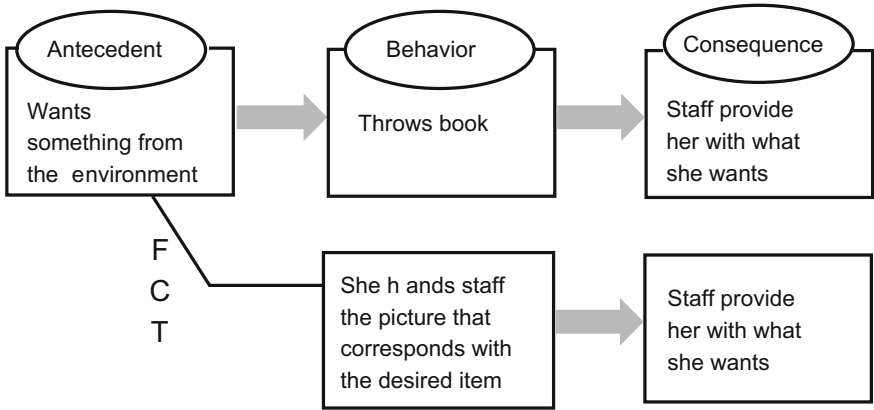 Antecedent
Wants
something from
the environment
Behavior
Throws book
Consequence
Staff provide
her with what
she wants
F
C
T
She h ands staff
the picture that
corresponds with
the desired item
Staff provide
her with what
she wants